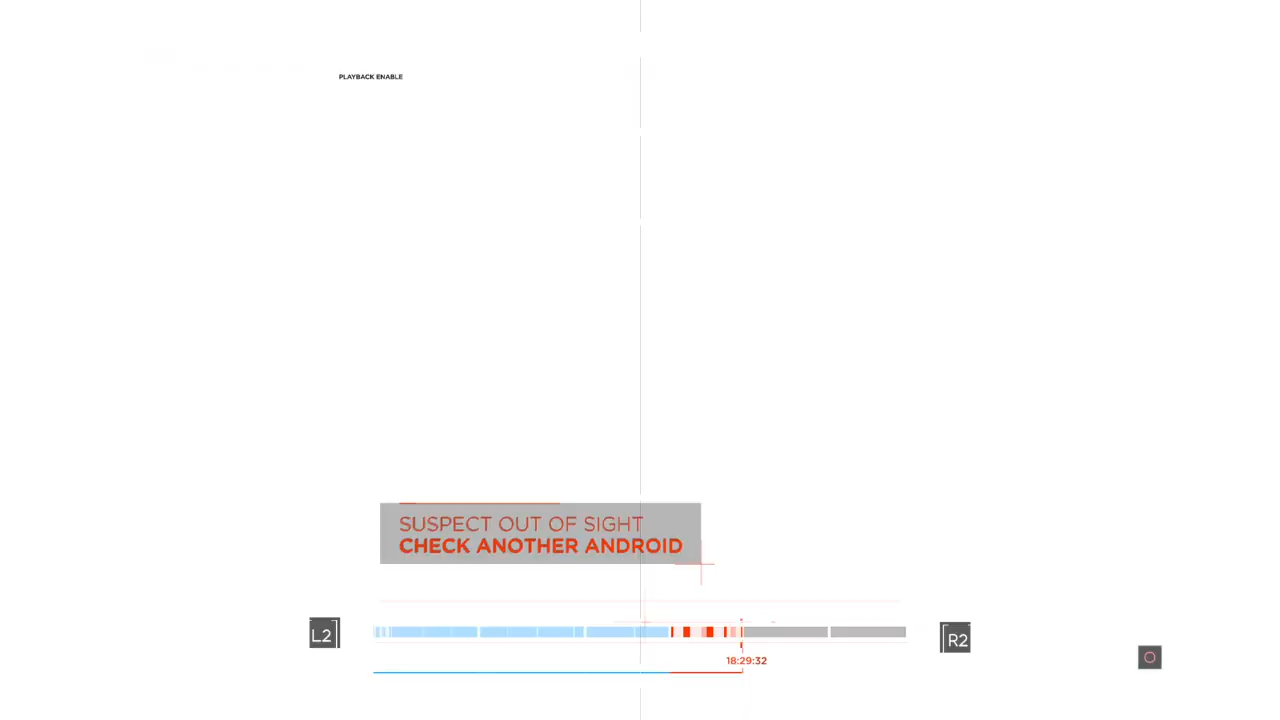 PLAYBACK ENABLE
SUSPECT OUT OF SIGHT
CHECK ANOTHER ANDROID
L2
R2
18:29:32